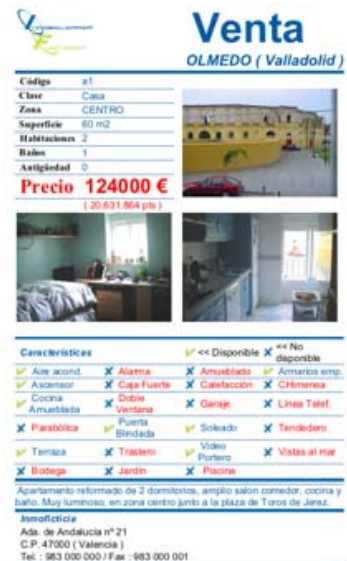 Venta
OLMEDO ( Valladolid )
Código a1
Clase Casa
Zona CENTRO
Superficie 60 m2
Habitaciones 2
Baños 1
Antigüedad 0
Precio 124000 €
( 20.631.864 pts )
Características << Disponible << No disponible
Aire acond. Alarma Amueblado Armarios emp.
Ascensor Caja Fuerte Calefacción CHimenea
Cocina Amueblada Doble Ventana Garaje Línea Telef.
Parabólica Puerta Blindada Soleado Tendedero
Terraza Trastero Video Portero Vistas al mar
Bodega Jardín Piscina
Apartamento reformado de 2 dormitorios, amplio salon comedor, cocina y
baño. Muy luminoso, en zona centro junto a la plaza de Toros de Jerez.
Inmoficticia
Ada. de Andalucía nº 21
C.P. 47000 ( Valencia )
Tel. : 983 000 000 / Fax : 983 000 001